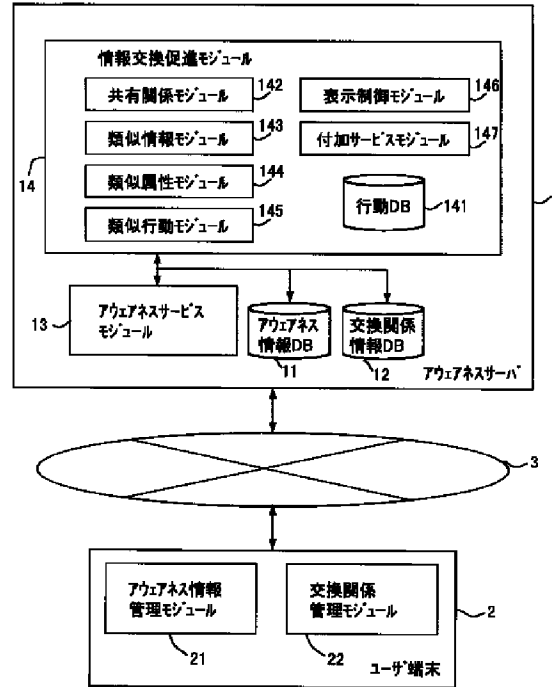 情報交換促進モジュール
共有関係モジュール
142
類似情報モジュール
143
類似属性モジュール
144
類似行動モジュール
145
表示制御モジュール
146
付加サービスモジュール
147
行動DB
141
14
アウェアネスサービス
モジュール
13
アウェアネス
情報DB
11
交換関係
情報DB
12
アウェアネスサーバ
3
アウェアネス情報
管理モジュール
21
交換関係
管理モジュール
22
2
ユーザ端末